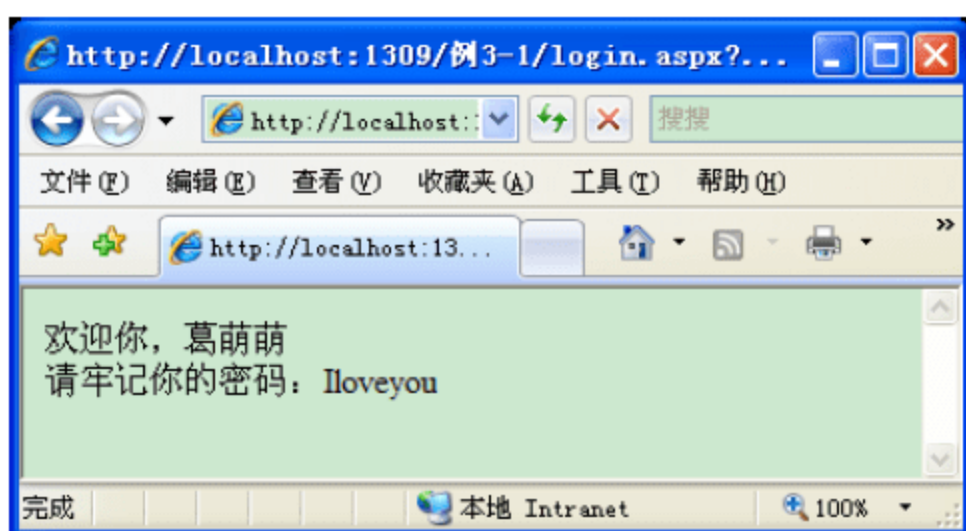 http://localhost:1309/例3-1/login.aspx?...
http://localhost: 搜搜
文件(F) 编辑(E) 查看(V) 收藏夹(A) 工具(T) 帮助(H)
http://localhost:13... »
欢迎你，葛萌萌
请牢记你的密码：Iloveyou
完成 本地 Intranet 100%